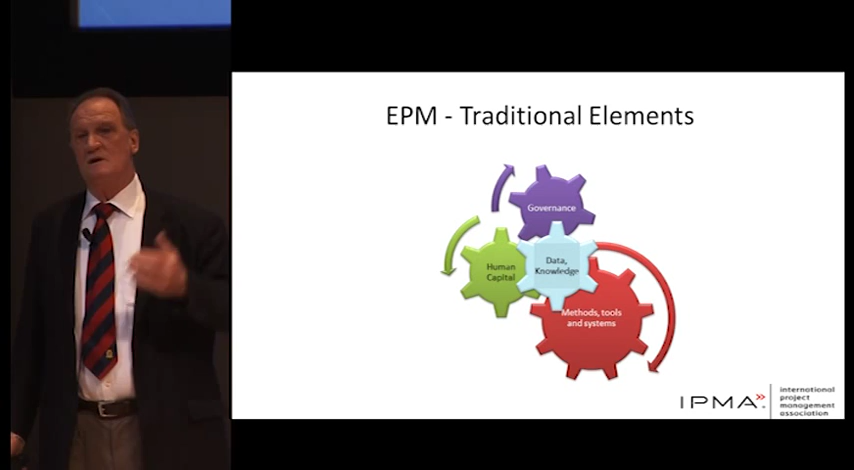 EPM - Traditional Elements
Governance
Human
Capital
Data,
Knowledge
Methods, tools
and systems
IPMA
international
project
management
association